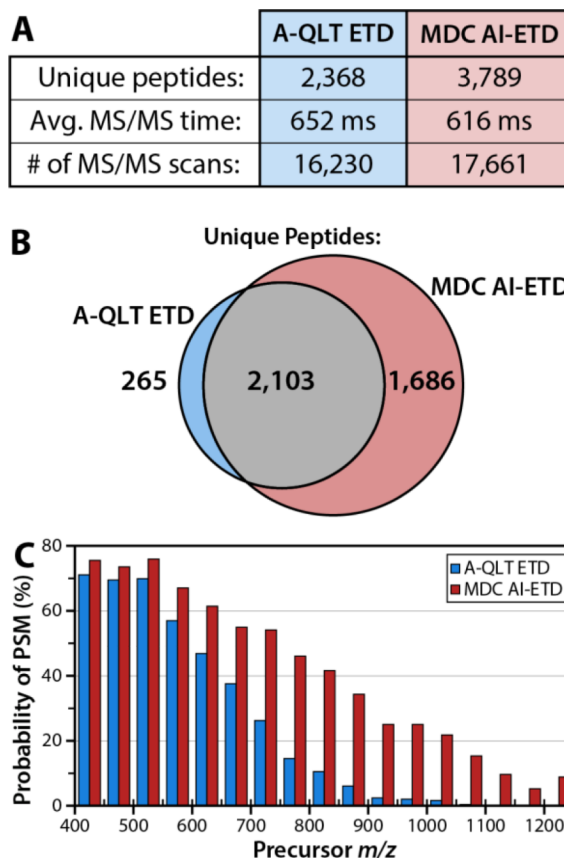 A
A-QLT ETD MDC AI-ETD
Unique peptides: 2,368 3,789
Avg. MS/MS time: 652 ms 616 ms
# of MS/MS scans: 16,230 17,661
B
Unique Peptides:
A-QLT ETD
MDC AI-ETD
265 2,103 1,686
C
A-QLT ETD
MDC AI-ETD
Probability of PSM (%)
80
60
40
20
0
400 500 600 700 800 900 1000 1100 1200
Precursor m/z